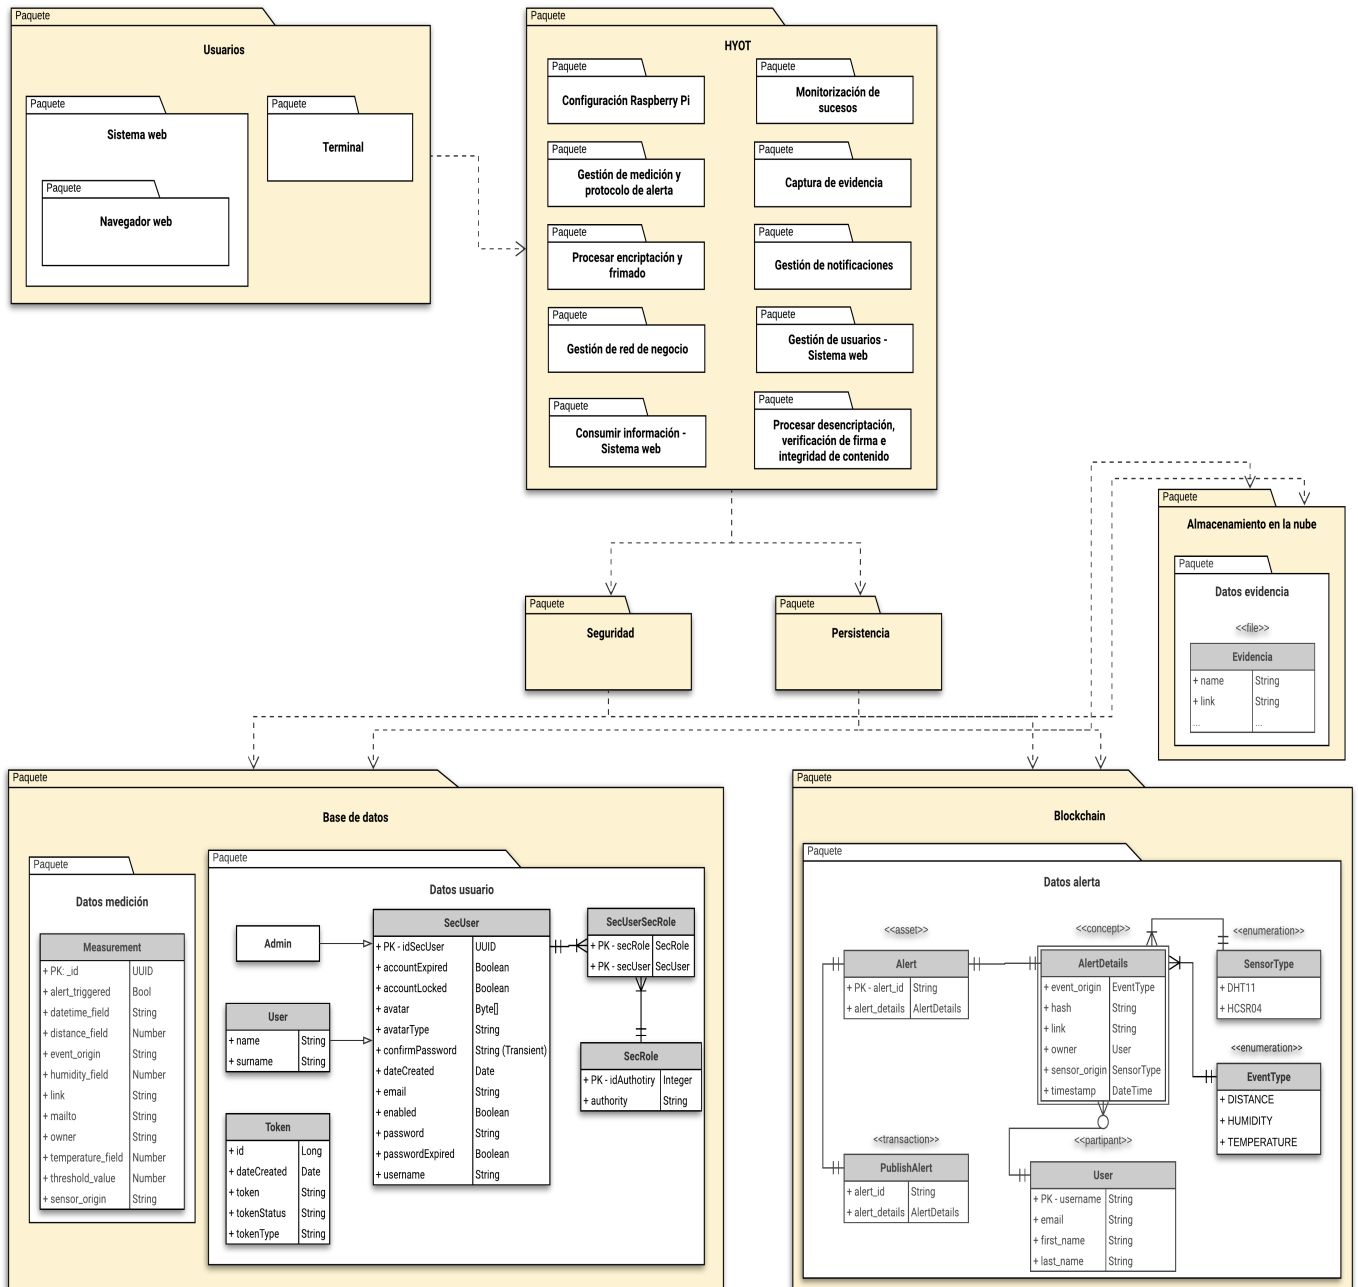 Paquete
Usuarios
Paquete
Sistema web
Paquete
Navegador web
Paquete
Terminal
Paquete
HYOT
Paquete
Configuración Raspberry Pi
Paquete
Monitorización de
sucesos
Paquete
Gestión de medición y
protocolo de alerta
Paquete
Captura de evidencia
Paquete
Procesar encriptación y
frimado
Paquete
Gestión de notificaciones
Paquete
Gestión de red de negocio
Paquete
Gestión de usuarios -
Sistema web
Paquete
Consumir información -
Sistema web
Paquete
Procesar desencriptación,
verificación de firma e
integridad de contenido
Paquete
Almacenamiento en la nube
Paquete
Datos evidencia
<<file>>
Evidencia
+ name String
+ link String
... ...
Paquete
Seguridad
Paquete
Persistencia
Paquete
Base de datos
Paquete
Datos medición
Measurement
+ PK: _id UUID
+ alert_triggered Bool
+ datetime_field String
+ distance_field Number
+ event_origin String
+ humidity_field Number
+ link String
+ mailto String
+ owner String
+ temperature_field Number
+ threshold_value Number
+ sensor_origin String
Paquete
Datos usuario
Admin
User
+ name String
+ surname String
Token
+ id Long
+ dateCreated Date
+ token String
+ tokenStatus String
+ tokenType String
SecUser
+ PK - idSecUser UUID
+ accountExpired Boolean
+ accountLocked Boolean
+ avatar Byte[]
+ avatarType String
+ confirmPassword String (Transient)
+ dateCreated Date
+ email String
+ enabled Boolean
+ password String
+ passwordExpired Boolean
+ username String
SecUserSecRole
+ PK - secRole SecRole
+ PK - secUser SecUser
SecRole
+ PK - idAuthotiry Integer
+ authority String
Paquete
Blockchain
Paquete
Datos alerta
<<asset>>
Alert
+ PK - alert_id String
+ alert_details AlertDetails
<<concept>>
AlertDetails
+ event_origin EventType
+ hash String
+ link String
+ owner User
+ sensor_origin SensorType
+ timestamp DateTime
<<enumeration>>
SensorType
+ DHT11
+ HCSR04
<<enumeration>>
EventType
+ DISTANCE
+ HUMIDITY
+ TEMPERATURE
<<transaction>>
PublishAlert
+ alert_id String
+ alert_details AlertDetails
<<partipant>>
User
+ PK - username String
+ email String
+ first_name String
+ last_name String